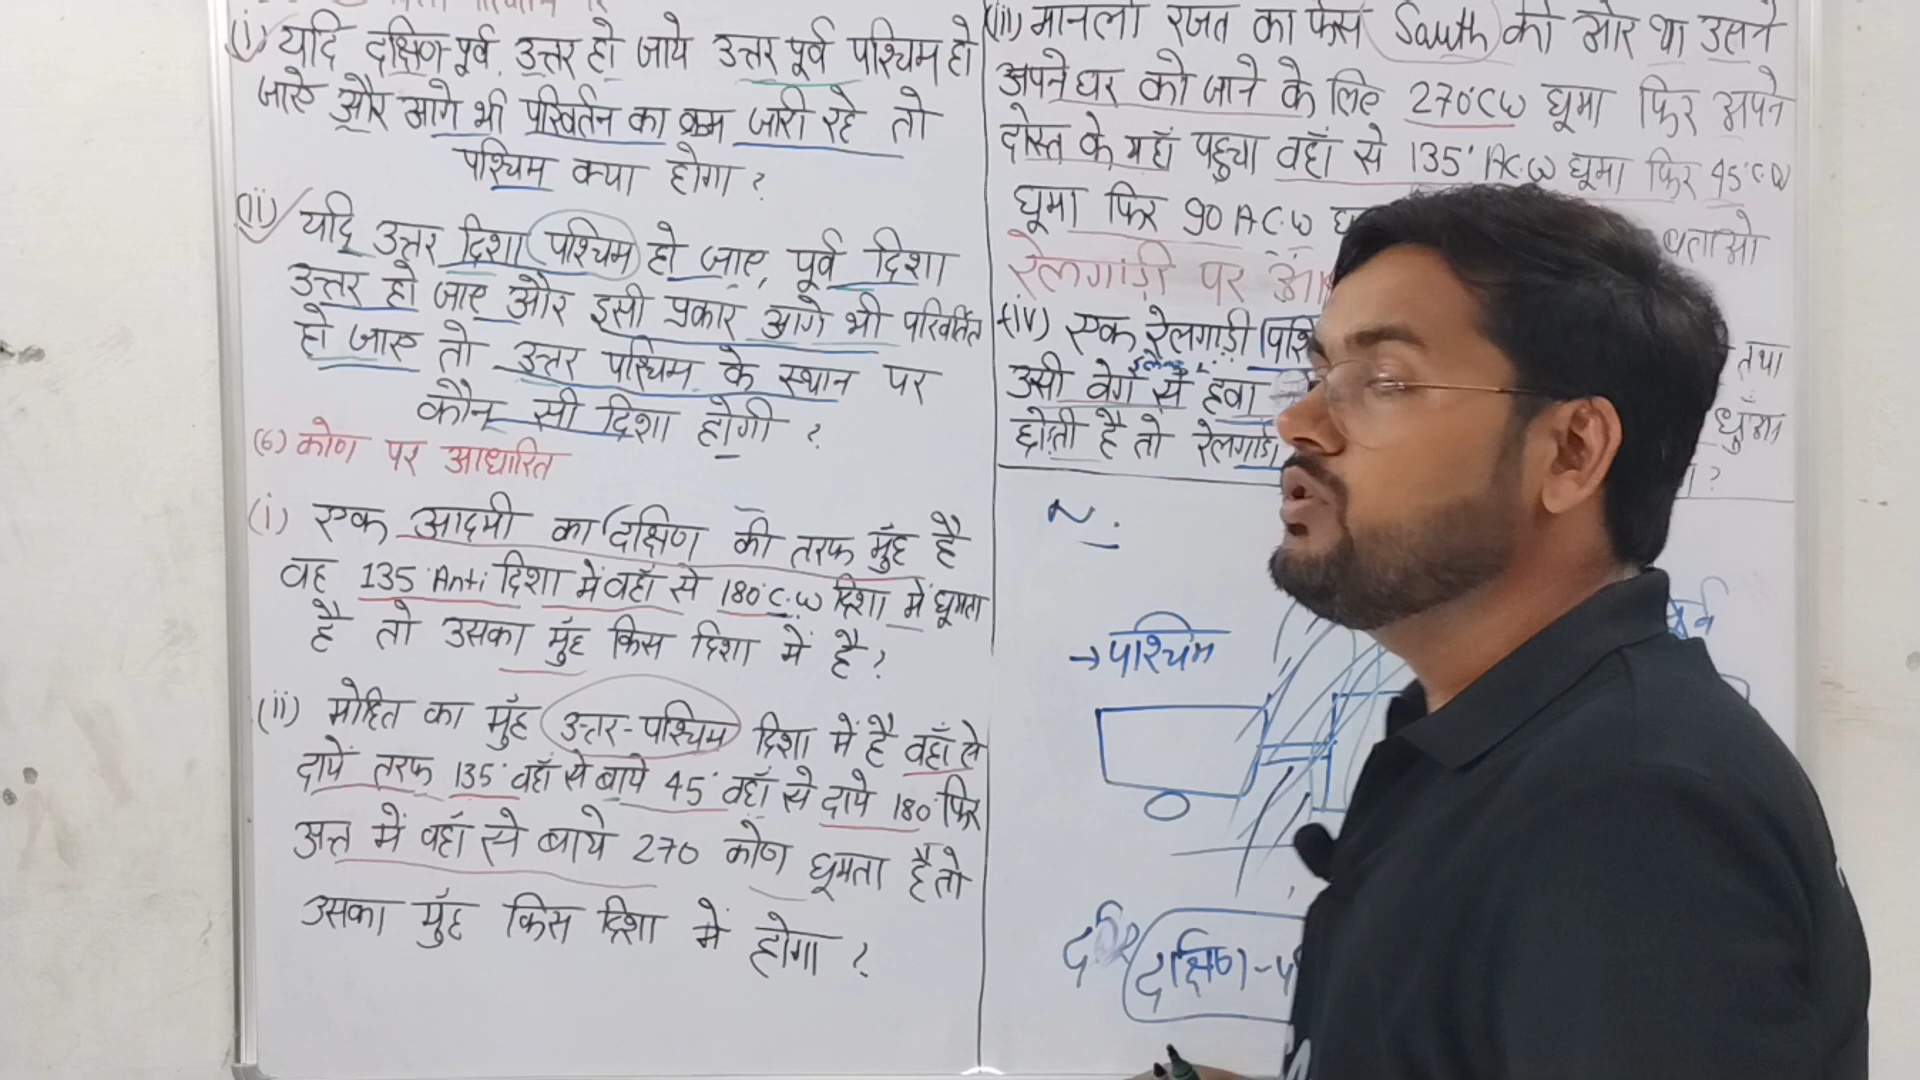 (i) यदि दक्षिण-पूर्व उत्तर हो जाये उत्तर पूर्व पश्चिम हो
जाए और आगे भी परिवर्तन का क्रम जारी रहे तो
पश्चिम क्या होगा ?
(ii) यदि उत्तर दिशा पश्चिम हो जाए, पूर्व दिशा
उत्तर हो जाए और इसी प्रकार आगे भी परिवर्तित
हो जाए तो उत्तर पश्चिम के स्थान पर
कौन सी दिशा होगी ?
(6) कोण पर आधारित
(i) एक आदमी का दक्षिण की तरफ मुँह है
वह 135° Anti दिशा में वहाँ से 180° C.W दिशा में घूमता
है तो उसका मुँह किस दिशा में है ?
(ii) मोहित का मुँह उत्तर-पश्चिम दिशा में है वहाँ से
दायें तरफ 135° वहाँ से बाये 45° वहाँ से दाये 180° फिर
अन्त में वहाँ से बाये 270 कोण घूमता है तो
उसका मुँह किस दिशा में होगा ?
(iii) मानलो रजत का फेस South की ओर था उसने
अपने घर को जाने के लिए 270° CW घूमा फिर अपने
दोस्त के यहाँ पहुचा वहाँ से 135° A.C.W घूमा फिर 45° C.W
घूमा फिर 90 A C.W बताओ
रेलगाड़ी पर
(iv) एक रेलगाड़ी तथा
उसी वेग से हवा धुँआ
छोड़ती है तो ?
N.
→ पश्चिम
दक्षिण-